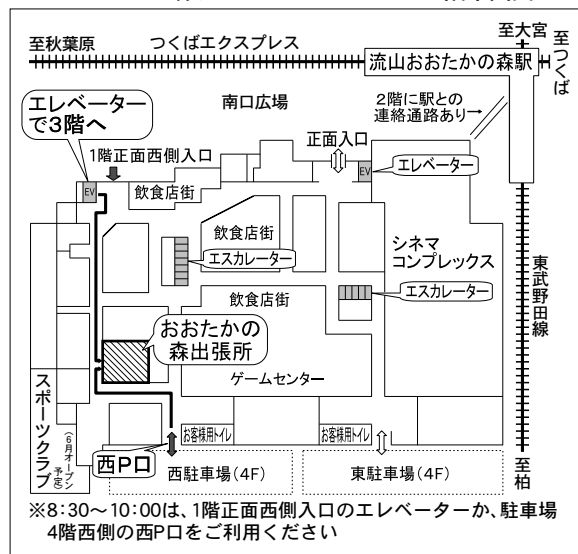 至大宮
至つくば
至秋葉原
つくばエクスプレス
流山おおたかの森駅
エレベーター
で3階へ
南口広場
2階に駅との
連絡通路あり→
1階正面西側入口
正面入口
EV
飲食店街
EV
エレベーター
飲食店街
エスカレーター
シネマ
コンプレックス
エスカレーター
東武野田線
飲食店街
おおたかの
森出張所
ゲームセンター
スポーツクラブ
(6月オープン
予定)
お客様用トイレ
お客様用トイレ
西P口
西駐車場(4F)
東駐車場(4F)
至柏
※8:30~10:00は、1階正面西側入口のエレベーターか、駐車場
4階西側の西P口をご利用ください